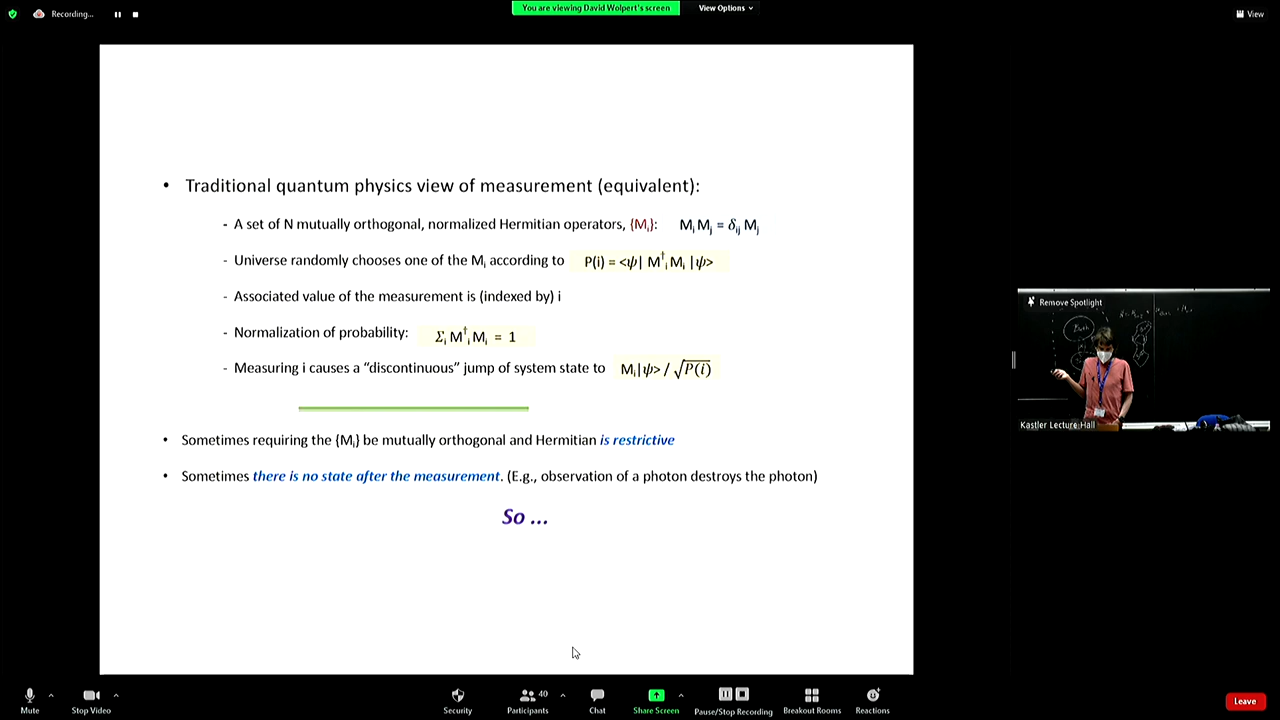 Recording...
You are viewing David Wolpert's screen
View Options
View
• Traditional quantum physics view of measurement (equivalent):
- A set of N mutually orthogonal, normalized Hermitian operators, {Mᵢ}: Mᵢ Mⱼ = δᵢⱼ Mⱼ
- Universe randomly chooses one of the Mᵢ according to P(i) = <ψ| M†ᵢ Mᵢ |ψ>
- Associated value of the measurement is (indexed by) i
- Normalization of probability: Σᵢ M†ᵢ Mᵢ = 1
- Measuring i causes a “discontinuous” jump of system state to Mᵢ|ψ> / √P(i)
• Sometimes requiring the {Mᵢ} be mutually orthogonal and Hermitian is restrictive
• Sometimes there is no state after the measurement. (E.g., observation of a photon destroys the photon)
So ...
Remove Spotlight
Bath
Kastler Lecture Hall
Mute
Stop Video
Security
Participants
40
Chat
Share Screen
Pause/Stop Recording
Breakout Rooms
Reactions
Leave